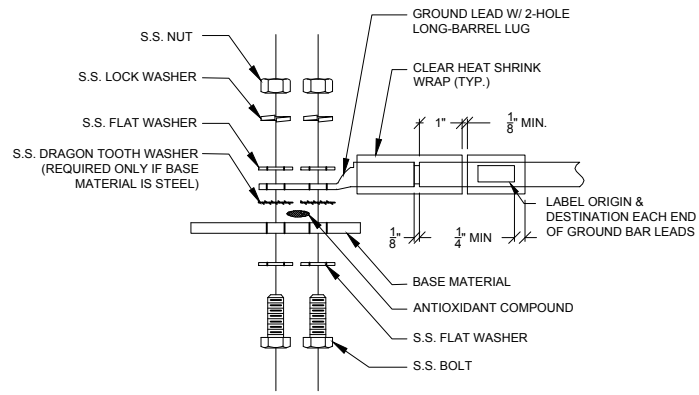 S.S. NUT
S.S. LOCK WASHER
S.S. FLAT WASHER
S.S. DRAGON TOOTH WASHER
(REQUIRED ONLY IF BASE
MATERIAL IS STEEL)
GROUND LEAD W/ 2-HOLE
LONG-BARREL LUG
CLEAR HEAT SHRINK
WRAP (TYP.)
1"
1/8" MIN.
LABEL ORIGIN &
DESTINATION EACH END
OF GROUND BAR LEADS
1/8"
1/4" MIN
BASE MATERIAL
ANTIOXIDANT COMPOUND
S.S. FLAT WASHER
S.S. BOLT